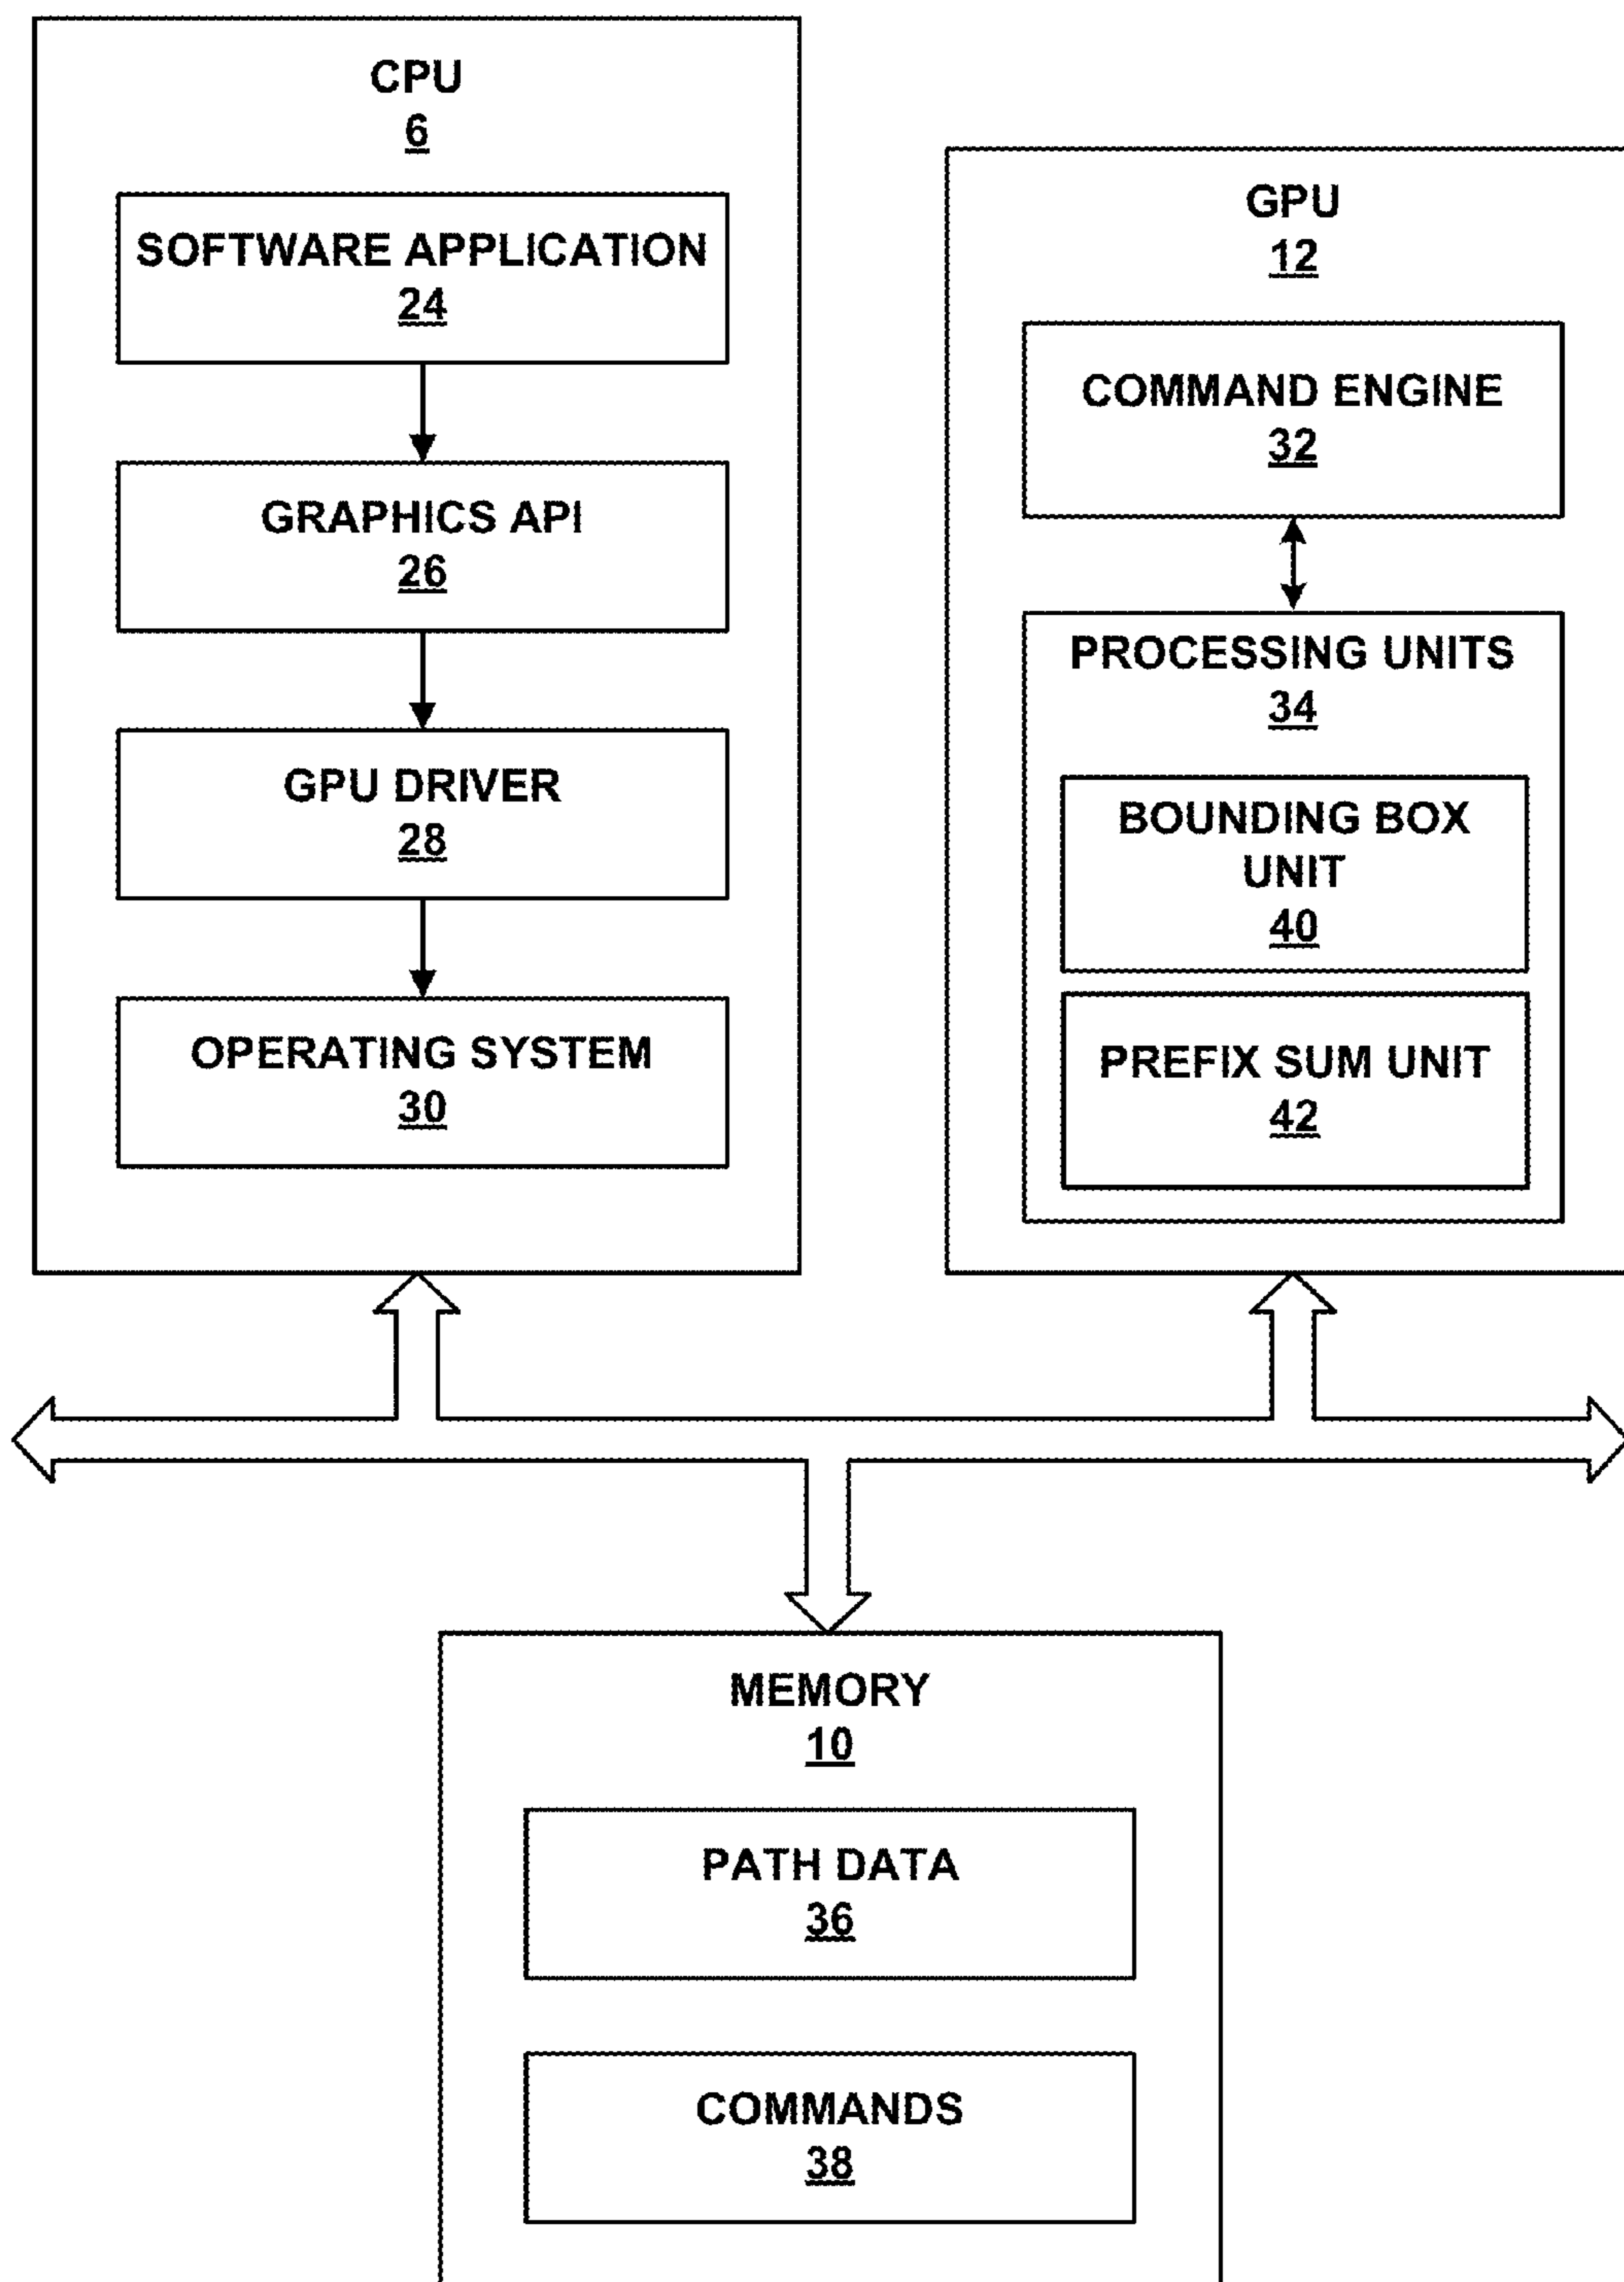 CPU
6
SOFTWARE APPLICATION
24
GRAPHICS API
26
GPU DRIVER
28
OPERATING SYSTEM
30
GPU
12
COMMAND ENGINE
32
PROCESSING UNITS
34
BOUNDING BOX
UNIT
40
PREFIX SUM UNIT
42
MEMORY
10
PATH DATA
36
COMMANDS
38